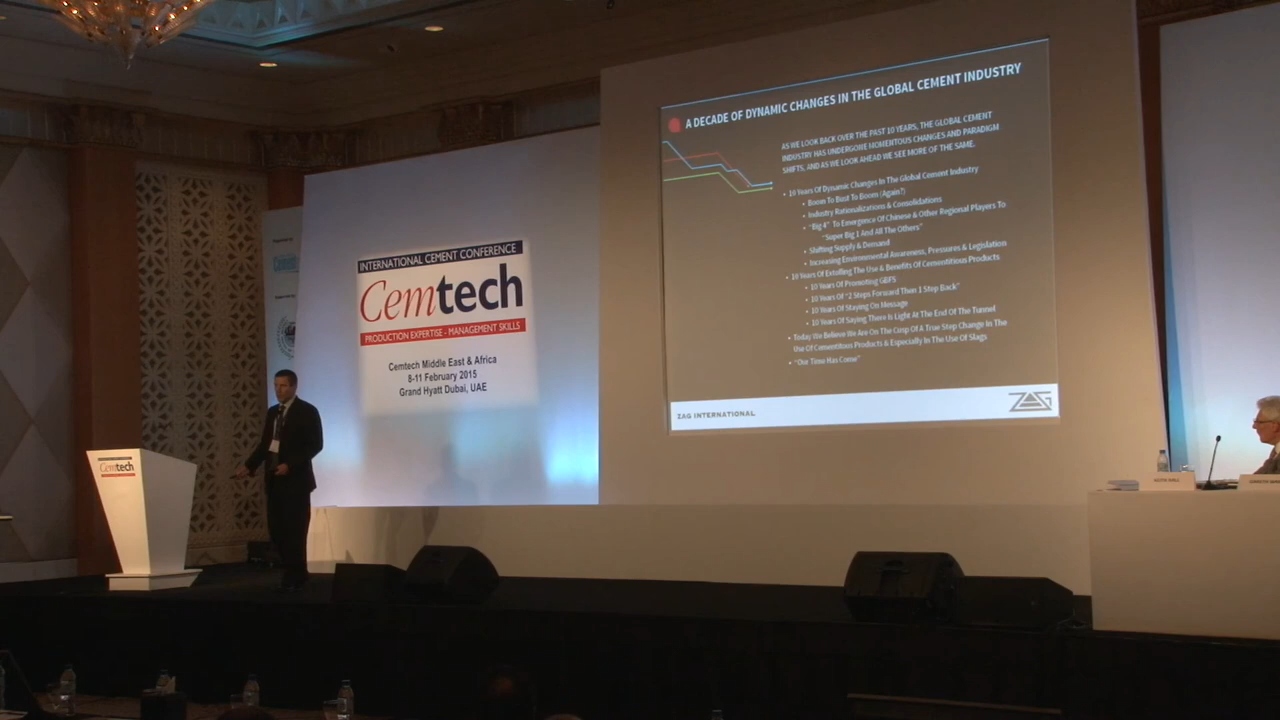 INTERNATIONAL CEMENT CONFERENCE
Cemtech
PRODUCTION EXPERTISE - MANAGEMENT SKILLS
Cemtech Middle East & Africa
8-11 February 2015
Grand Hyatt Dubai, UAE
A DECADE OF DYNAMIC CHANGES IN THE GLOBAL CEMENT INDUSTRY
AS WE LOOK BACK OVER THE PAST 10 YEARS, THE GLOBAL CEMENT
INDUSTRY HAS UNDERGONE MOMENTOUS CHANGES AND PARADIGM
SHIFTS, AND AS WE LOOK AHEAD WE SEE MORE OF THE SAME.
• 10 Years Of Dynamic Changes In The Global Cement Industry
• Boom To Bust To Boom (Again?)
• Industry Rationalizations & Consolidations
• "Big 4" To Emergence Of Chinese & Other Regional Players To
"Super Big 1 And All The Others"
• Shifting Supply & Demand
• Increasing Environmental Awareness, Pressures & Legislation
• 10 Years Of Extolling The Use & Benefits Of Cementitious Products
• 10 Years Of Promoting GBFS
• 10 Years Of "2 Steps Forward Then 1 Step Back"
• 10 Years Of Staying On Message
• 10 Years Of Saying There Is Light At The End Of The Tunnel
• Today We Believe We Are On The Cusp Of A True Step Change In The
Use Of Cementitous Products & Especially In The Use Of Slags
• "Our Time Has Come"
ZAG INTERNATIONAL
ZAG
Cemtech